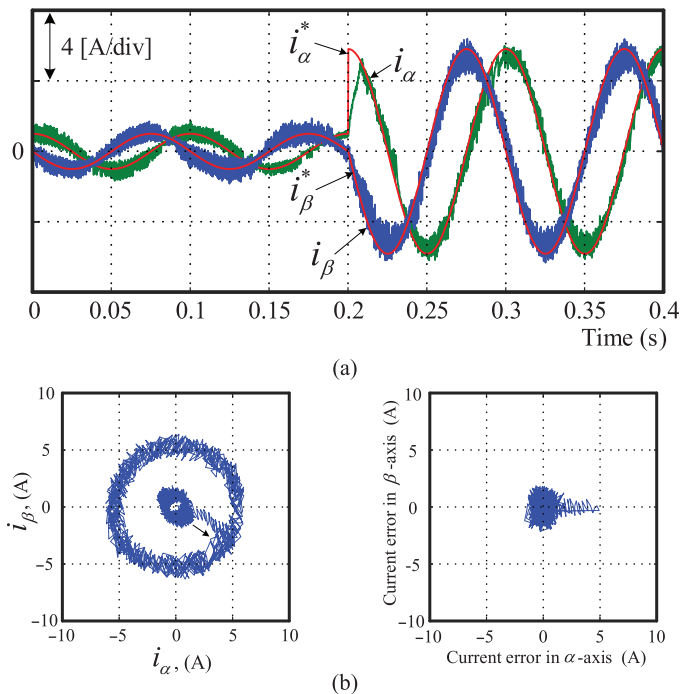 4 [A/div]
i*α
iα
0
i*β
iβ
0 0.05 0.1 0.15 0.2 0.25 0.3 0.35 0.4
Time (s)
(a)
10
5
0
−5
−10
−10 −5 0 5 10
iβ, (A)
iα, (A)
10
5
0
−5
−10
−10 −5 0 5 10
Current error in β-axis (A)
Current error in α-axis (A)
(b)